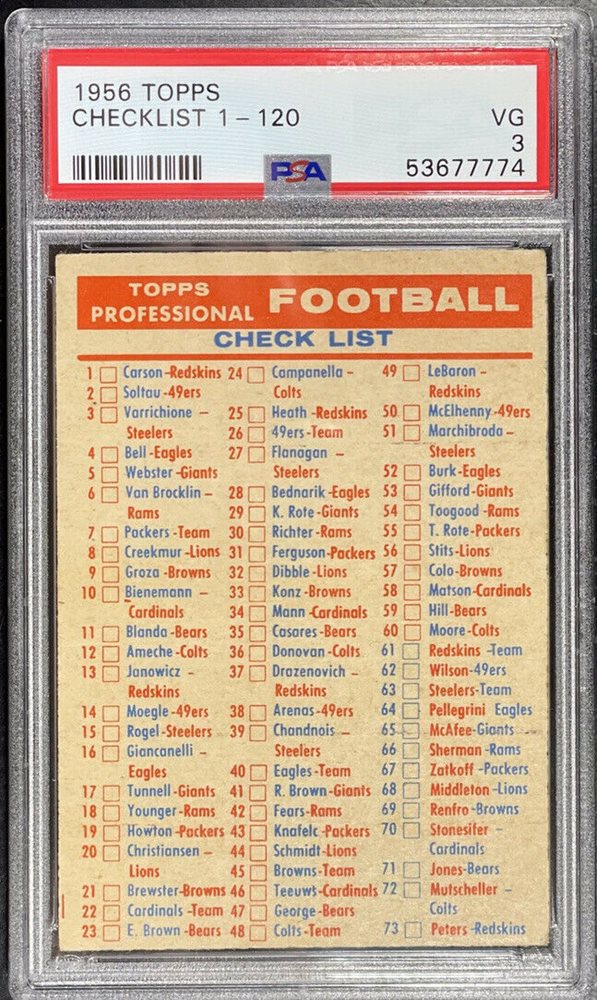 1956 TOPPS
CHECKLIST 1 - 120 VG
3
PSA 53677774
TOPPS
PROFESSIONAL FOOTBALL
CHECK LIST
1 Carson-Redskins
2 Soltau-49ers
3 Varrichione -
Steelers
4 Bell-Eagles
5 Webster-Giants
6 Van Brocklin -
Rams
7 Packers-Team
8 Creekmur-Lions
9 Groza-Browns
10 Bienemann -
Cardinals
11 Blanda-Bears
12 Ameche-Colts
13 Janowicz -
Redskins
14 Moegle-49ers
15 Rogel-Steelers
16 Giancanelli -
Eagles
17 Tunnell-Giants
18 Younger-Rams
19 Howton-Packers
20 Christiansen -
Lions
21 Brewster-Browns
22 Cardinals-Team
23 E. Brown-Bears
24 Campanella -
Colts
25 Heath-Redskins
26 49ers-Team
27 Flanagan -
Steelers
28 Bednarik-Eagles
29 K. Rote-Giants
30 Richter-Rams
31 Ferguson-Packers
32 Dibble-Lions
33 Konz-Browns
34 Mann-Cardinals
35 Casares-Bears
36 Donovan-Colts
37 Drazenovich -
Redskins
38 Arenas-49ers
39 Chandnois -
Steelers
40 Eagles-Team
41 R. Brown-Giants
42 Fears-Rams
43 Knafelc-Packers
44 Schmidt-Lions
45 Browns-Team
46 Teeuws-Cardinals
47 George-Bears
48 Colts-Team
49 LeBaron -
Redskins
50 McElhenny-49ers
51 Marchibroda -
Steelers
52 Burk-Eagles
53 Gifford-Giants
54 Toogood-Rams
55 T. Rote-Packers
56 Stits-Lions
57 Colo-Browns
58 Matson-Cardinals
59 Hill-Bears
60 Moore-Colts
61 Redskins-Team
62 Wilson-49ers
63 Steelers-Team
64 Pellegrini Eagles
65 McAfee-Giants
66 Sherman-Rams
67 Zatkoff-Packers
68 Middleton-Lions
69 Renfro-Browns
70 Stonesifer -
Cardinals
71 Jones-Bears
72 Mutscheller -
Colts
73 Peters-Redskins